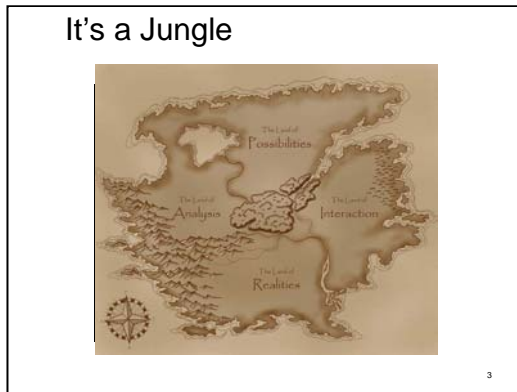 It's a Jungle
The Land of
Possibilities
The Land of
Analysis
The Land of
Interaction
The Land of
Realities
3